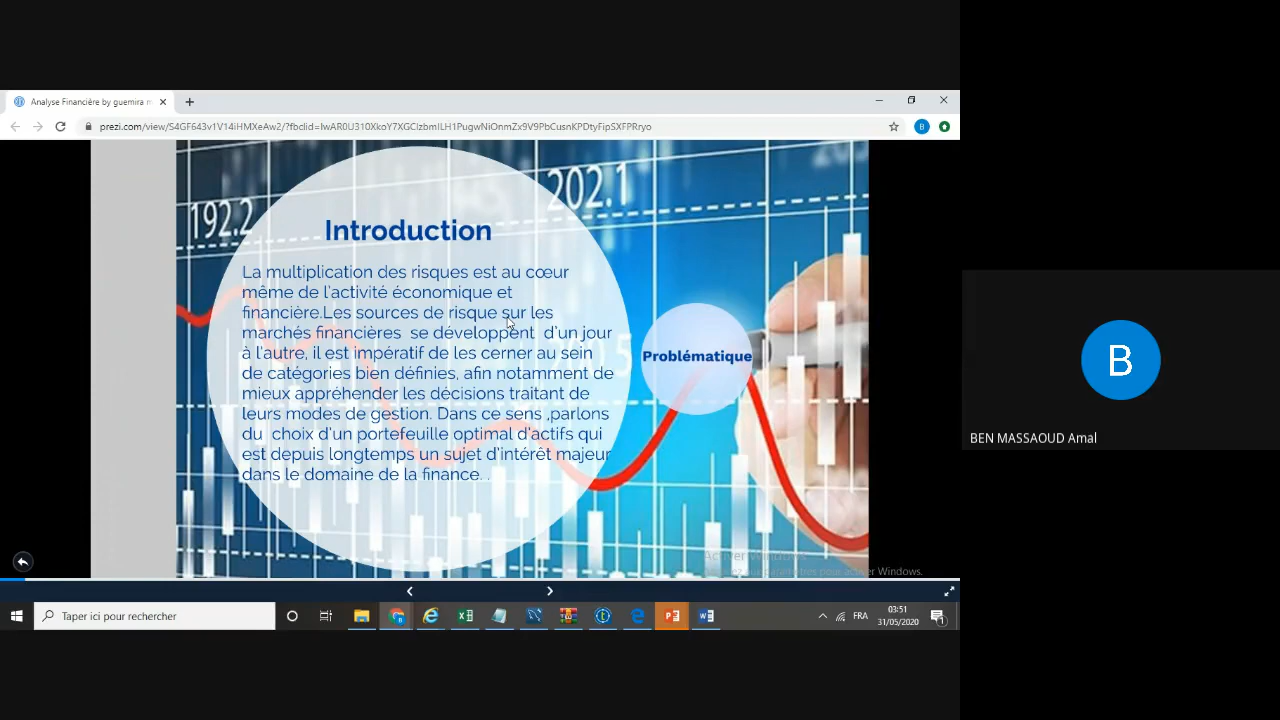 Analyse Financière by guemira m
prezi.com/view/
B
192.2
202.1
Introduction
La multiplication des risques est au cœur
même de l'activité économique et
financière.Les sources de risque sur les
marchés financières se développent d'un jour
à l'autre, il est impératif de les cerner au sein
de catégories bien définies, afin notamment de
mieux appréhender les décisions traitant de
leurs modes de gestion. Dans ce sens ,parlons
du choix d'un portefeuille optimal d'actifs qui
est depuis longtemps un sujet d'intérêt majeur
dans le domaine de la finance. .
Problématique
B
BEN MASSAOUD Amal
Activer Windows
pour activer Windows.
Taper ici pour rechercher
FRA
03:51
31/05/2020